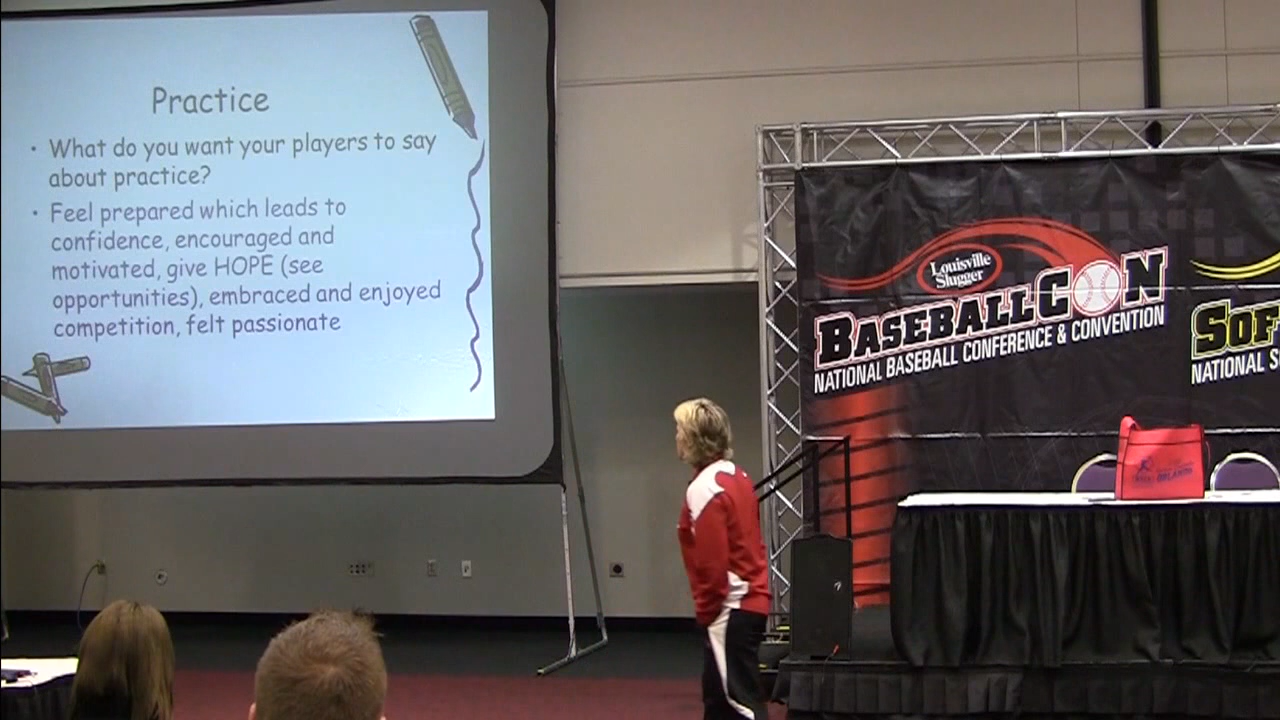 Practice
• What do you want your players to say
about practice?
• Feel prepared which leads to
confidence, encouraged and
motivated, give HOPE (see
opportunities), embraced and enjoyed
competition, felt passionate
Louisville
Slugger
BASEBALLCON
NATIONAL BASEBALL CONFERENCE & CONVENTION
SOF
NATIONAL S
ORLANDO